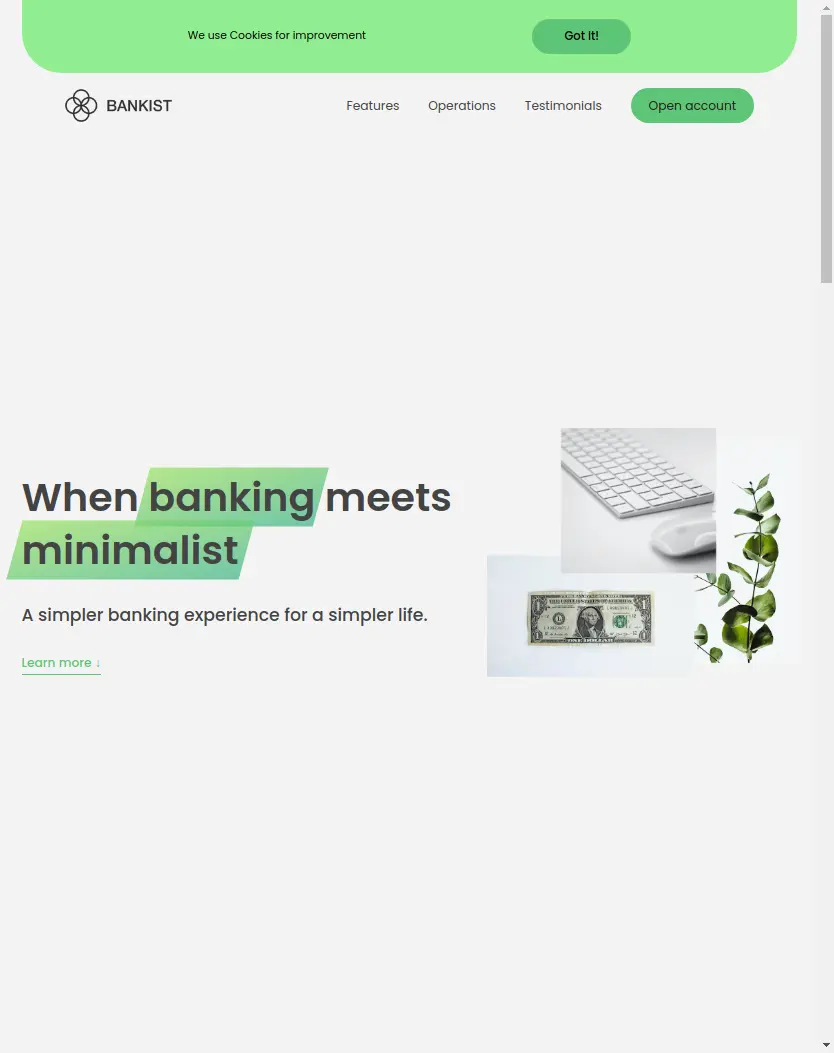 We use Cookies for improvement
Got it!
BANKIST
Features
Operations
Testimonials
Open account
When banking meets
minimalist
A simpler banking experience for a simpler life.
Learn more ↓